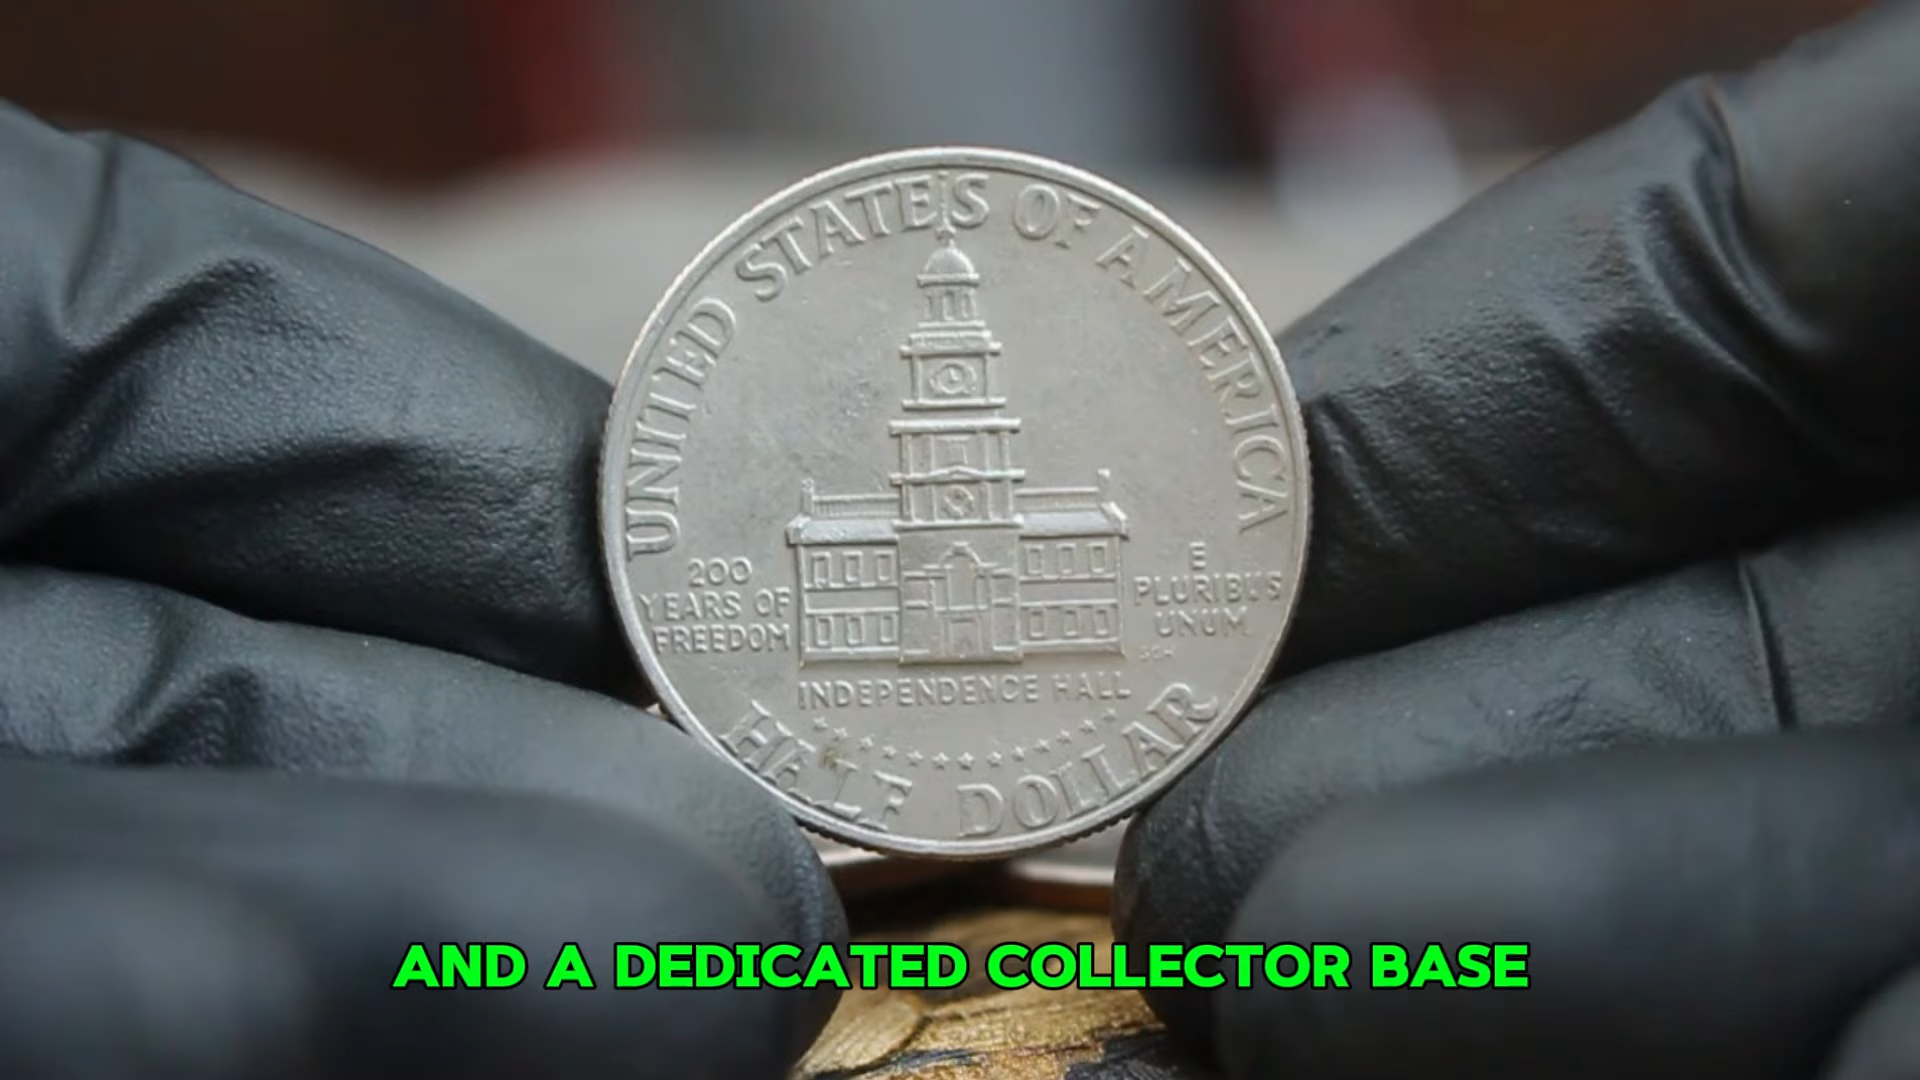 UNITED STATES OF AMERICA
200
YEARS OF
FREEDOM
E
PLURIBUS
UNUM
INDEPENDENCE HALL
HALF DOLLAR
AND A DEDICATED COLLECTOR BASE